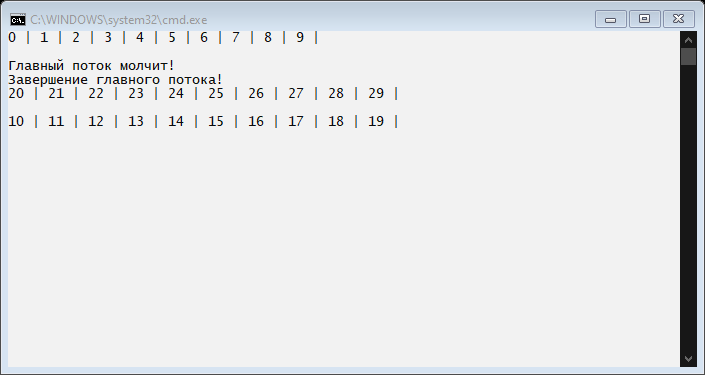 C:\WINDOWS\system32\cmd.exe
0 | 1 | 2 | 3 | 4 | 5 | 6 | 7 | 8 | 9 |
Главный поток молчит!
Завершение главного потока!
20 | 21 | 22 | 23 | 24 | 25 | 26 | 27 | 28 | 29 |
10 | 11 | 12 | 13 | 14 | 15 | 16 | 17 | 18 | 19 |